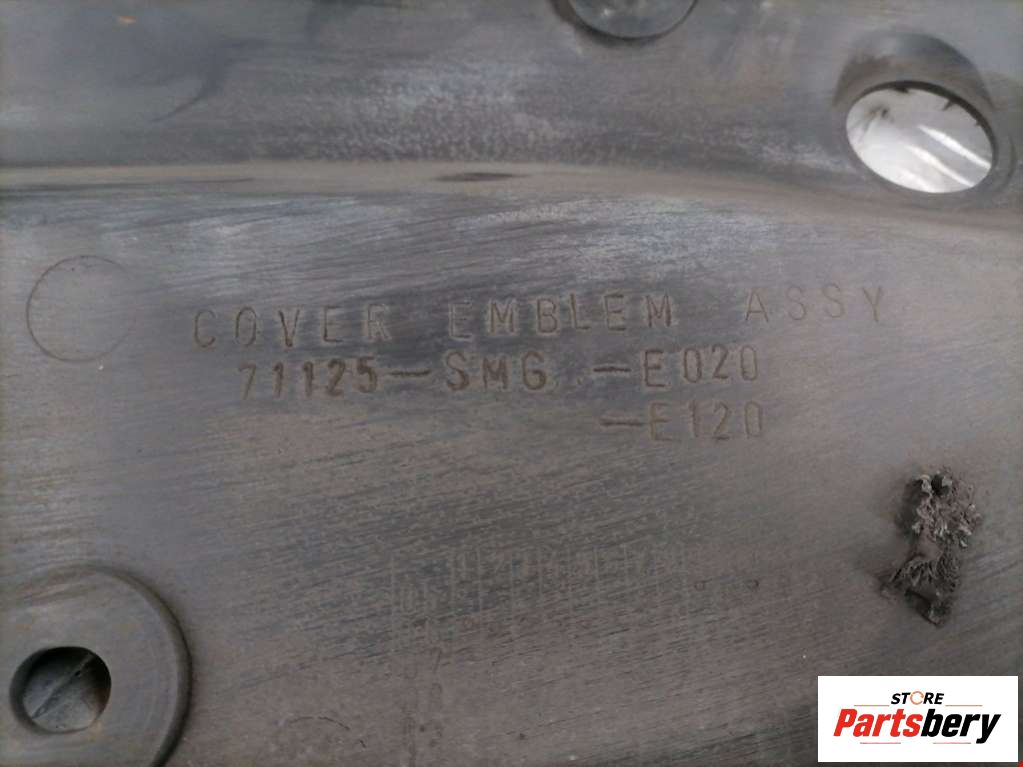 COVER EMBLEM ASSY
71125-SMG -E020
-E120
STORE
Partsbery